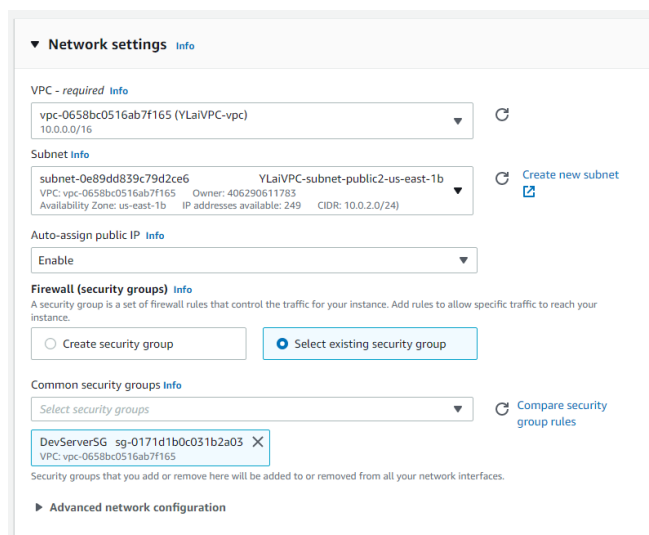 Network settings Info
VPC - required Info
vpc-0658bc0516ab7f165 (YLaiVPC-vpc)
10.0.0.0/16
Subnet Info
subnet-0e89dd839c79d2ce6 YLaiVPC-subnet-public2-us-east-1b
VPC: vpc-0658bc0516ab7f165 Owner: 406290611783
Availability Zone: us-east-1b IP addresses available: 249 CIDR: 10.0.2.0/24)
Create new subnet
Auto-assign public IP Info
Enable
Firewall (security groups) Info
A security group is a set of firewall rules that control the traffic for your instance. Add rules to allow specific traffic to reach your
instance.
Create security group
Select existing security group
Common security groups Info
Select security groups
Compare security
group rules
DevServerSG sg-0171d1b0c031b2a03
VPC: vpc-0658bc0516ab7f165
Security groups that you add or remove here will be added to or removed from all your network interfaces.
Advanced network configuration